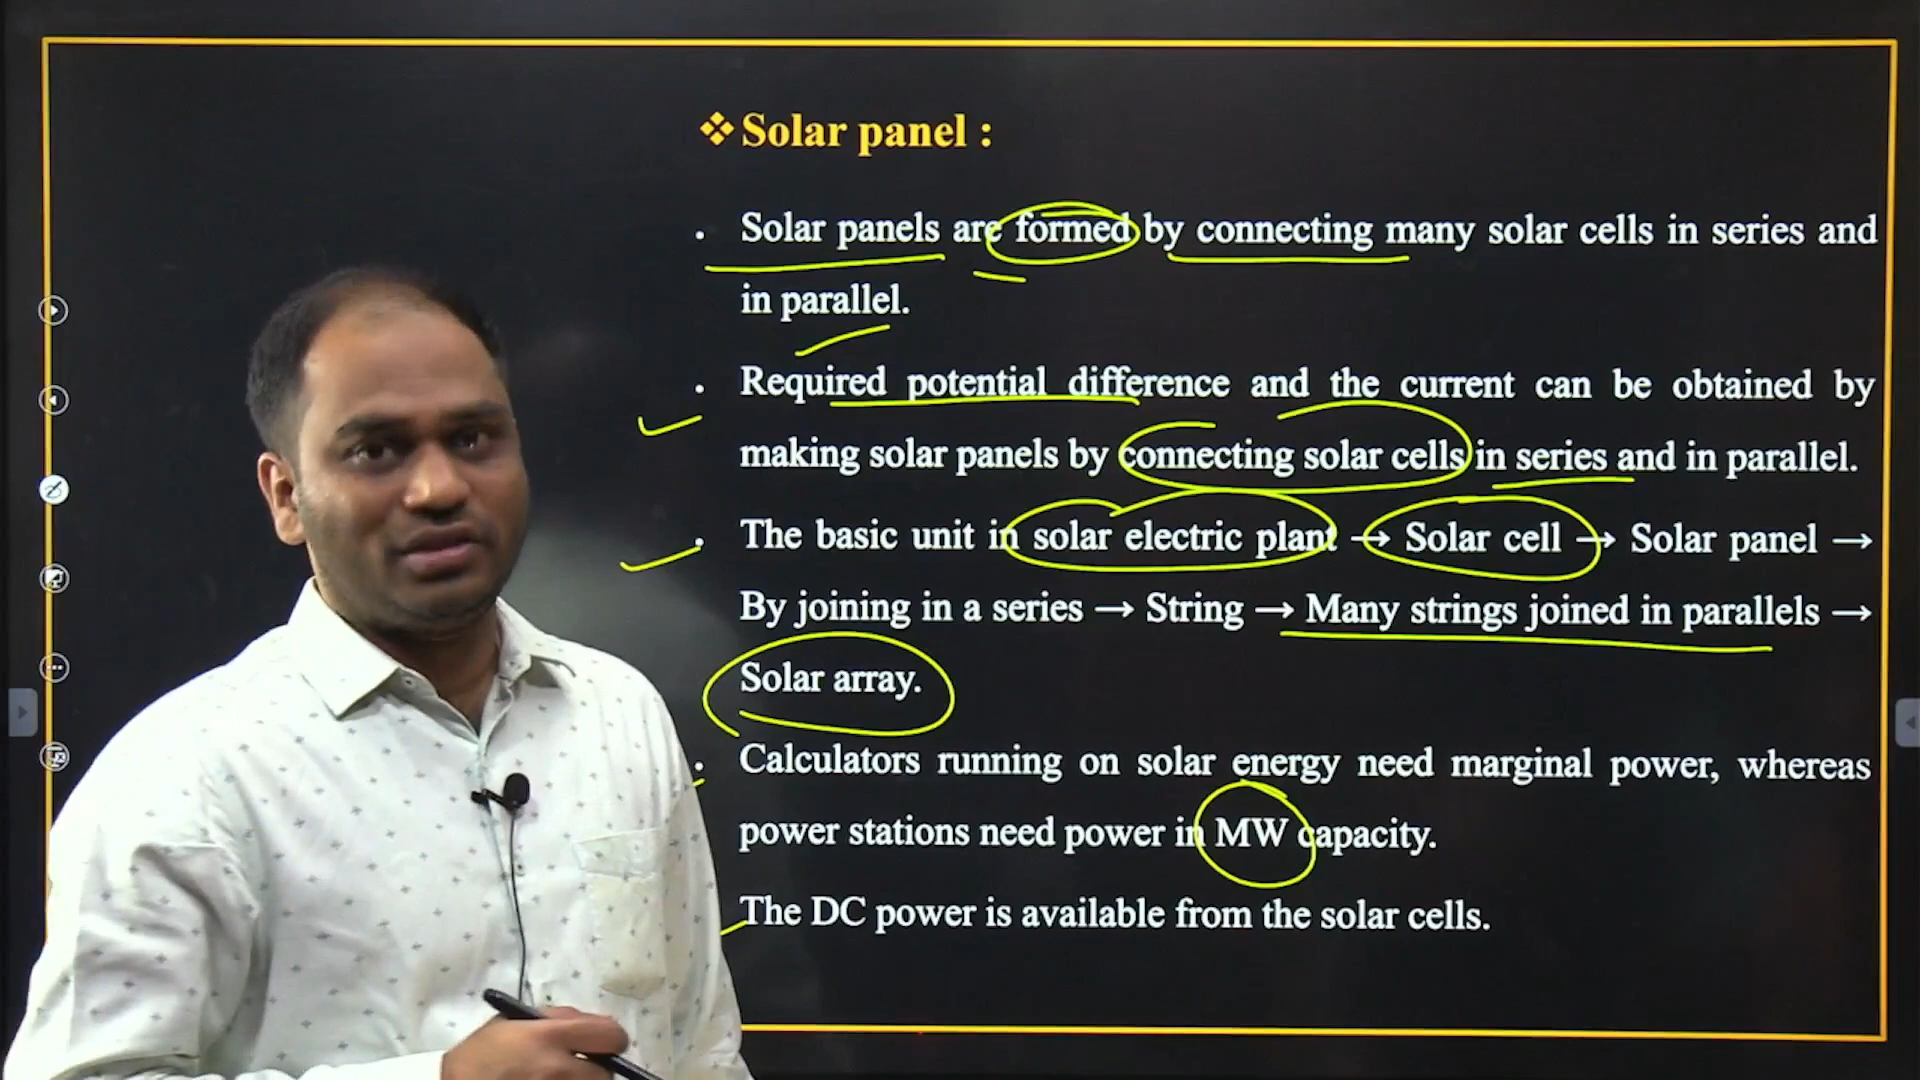 ❖ Solar panel :
. Solar panels are formed by connecting many solar cells in series and
in parallel.
. Required potential difference and the current can be obtained by
making solar panels by connecting solar cells in series and in parallel.
. The basic unit in solar electric plant → Solar cell → Solar panel →
By joining in a series → String → Many strings joined in parallels →
Solar array.
. Calculators running on solar energy need marginal power, whereas
power stations need power in MW capacity.
The DC power is available from the solar cells.